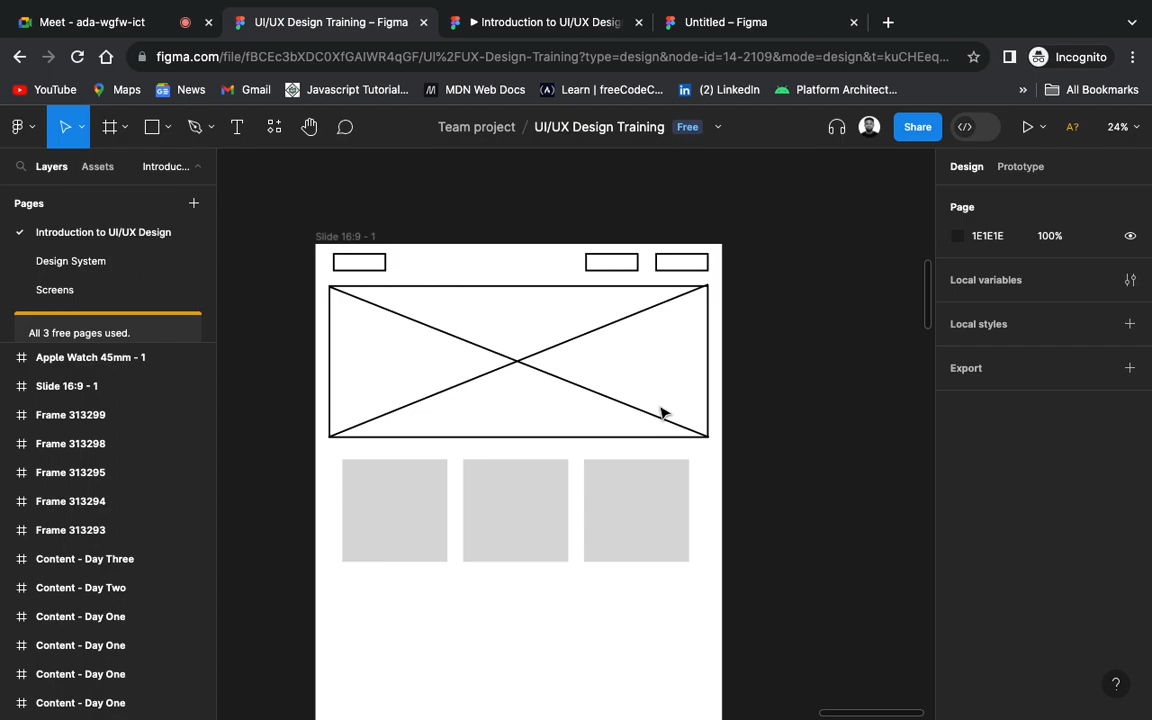 Meet - ada-wgfw-ict
UI/UX Design Training – Figma
Introduction to UI/UX Desig
Untitled – Figma
figma.com/file/fBCEc3bXDC0XfGAIWR4qGF/UI%2FUX-Design-Training?type=design&node-id=14-2109&mode=design&t=kuCHEeq...
Incognito
YouTube
Maps
News
Gmail
Javascript Tutorial...
MDN Web Docs
Learn | freeCodeC...
(2) LinkedIn
Platform Architect...
»
All Bookmarks
Team project / UI/UX Design Training Free
Share
A?
24%
Layers
Assets
Introduc...
Design
Prototype
Pages
Page
Introduction to UI/UX Design
1E1E1E
100%
Design System
Screens
Local variables
All 3 free pages used.
Local styles
Apple Watch 45mm - 1
Export
Slide 16:9 - 1
Frame 313299
Frame 313298
Frame 313295
Frame 313294
Frame 313293
Content - Day Three
Content - Day Two
Content - Day One
Content - Day One
Content - Day One
Content - Day One
Slide 16:9 - 1
?